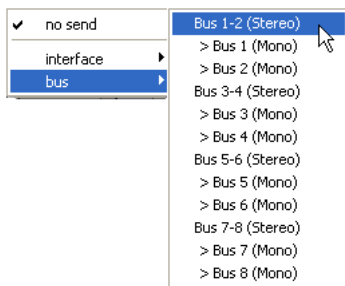 no send
interface
bus
Bus 1-2 (Stereo)
> Bus 1 (Mono)
> Bus 2 (Mono)
Bus 3-4 (Stereo)
> Bus 3 (Mono)
> Bus 4 (Mono)
Bus 5-6 (Stereo)
> Bus 5 (Mono)
> Bus 6 (Mono)
Bus 7-8 (Stereo)
> Bus 7 (Mono)
> Bus 8 (Mono)